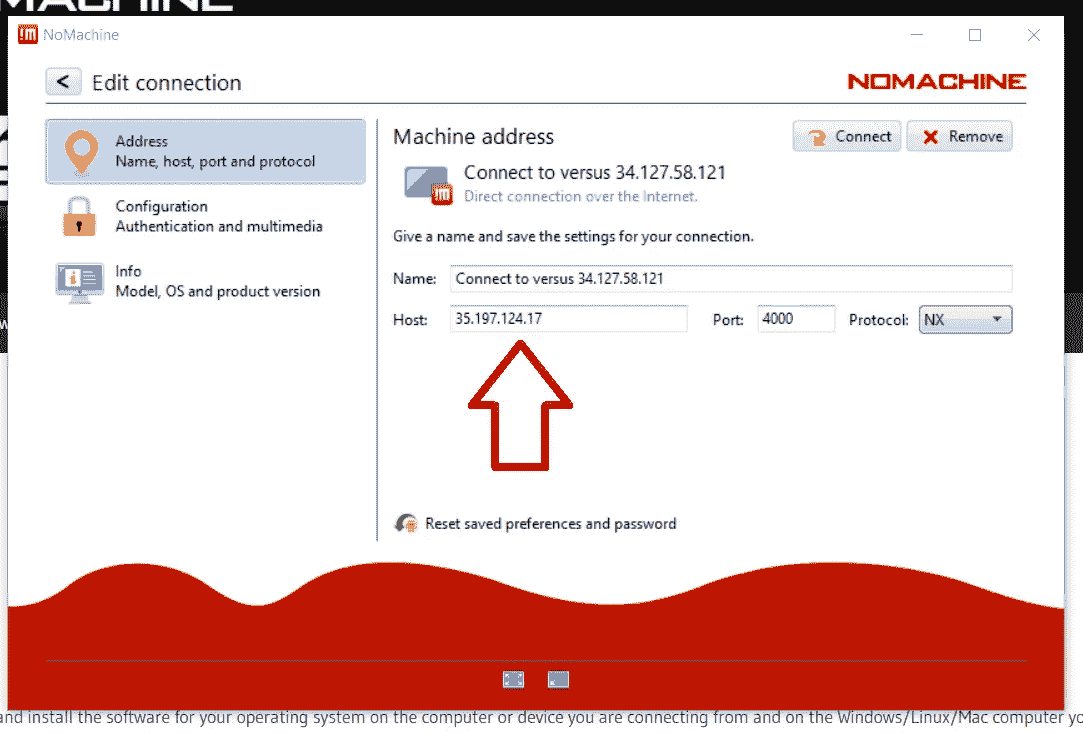 NoMachine
Edit connection
NOMACHINE
Address
Name, host, port and protocol
Configuration
Authentication and multimedia
Info
Model, OS and product version
Machine address
Connect
Remove
Connect to versus 34.127.58.121
Direct connection over the Internet.
Give a name and save the settings for your connection.
Name: Connect to versus 34.127.58.121
Host: 35.197.124.17 Port: 4000 Protocol: NX
Reset saved preferences and password
and install the software for your operating system on the computer or device you are connecting from and on the Windows/Linux/Mac computer